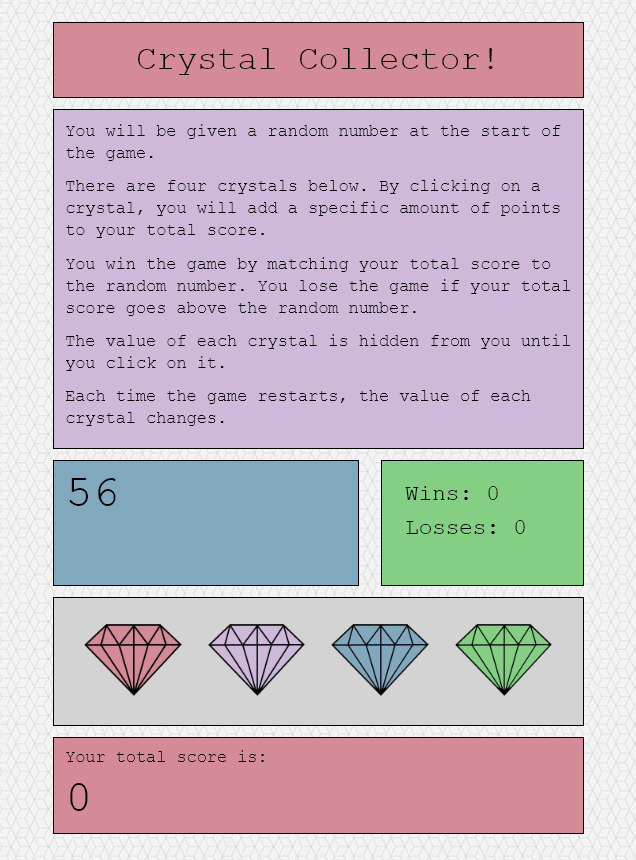 Crystal Collector!
You will be given a random number at the start of
the game.
There are four crystals below. By clicking on a
crystal, you will add a specific amount of points
to your total score.
You win the game by matching your total score to
the random number. You lose the game if your total
score goes above the random number.
The value of each crystal is hidden from you until
you click on it.
Each time the game restarts, the value of each
crystal changes.
56
Wins: 0
Losses: 0
Your total score is:
0